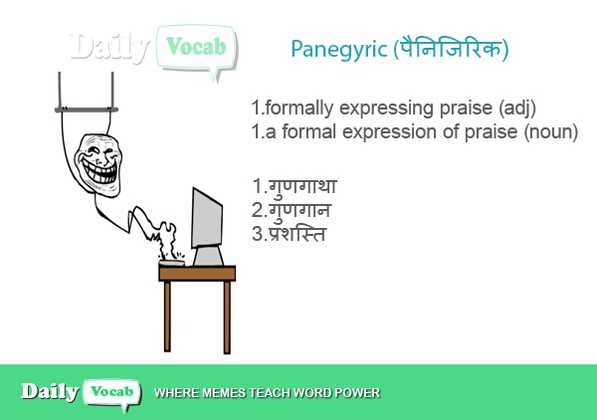 Daily Vocab
Panegyric (पैनिजिरिक)
1.formally expressing praise (adj)
1.a formal expression of praise (noun)
1.गुणगाथा
2.गुणगान
3.प्रशस्ति
Daily Vocab WHERE MEMES TEACH WORD POWER